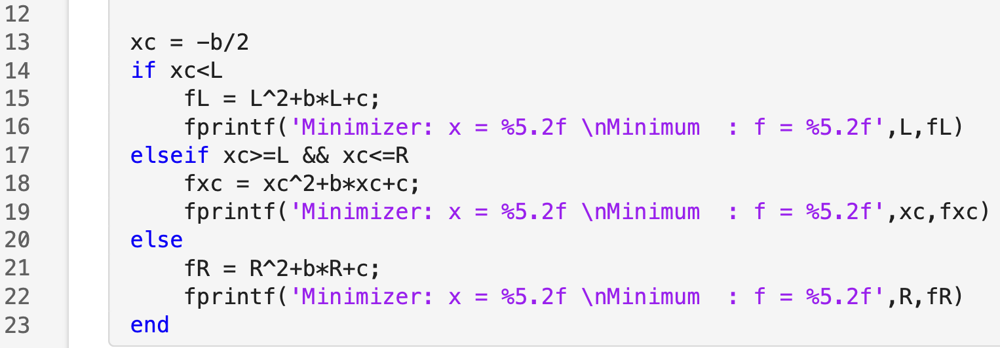 12
13 xc = −b/2
14 if xc<L
15     fL = L^2+b*L+c;
16     fprintf('Minimizer: x = %5.2f \nMinimum  : f = %5.2f',L,fL)
17 elseif xc>=L && xc<=R
18     fxc = xc^2+b*xc+c;
19     fprintf('Minimizer: x = %5.2f \nMinimum  : f = %5.2f',xc,fxc)
20 else
21     fR = R^2+b*R+c;
22     fprintf('Minimizer: x = %5.2f \nMinimum  : f = %5.2f',R,fR)
23 end